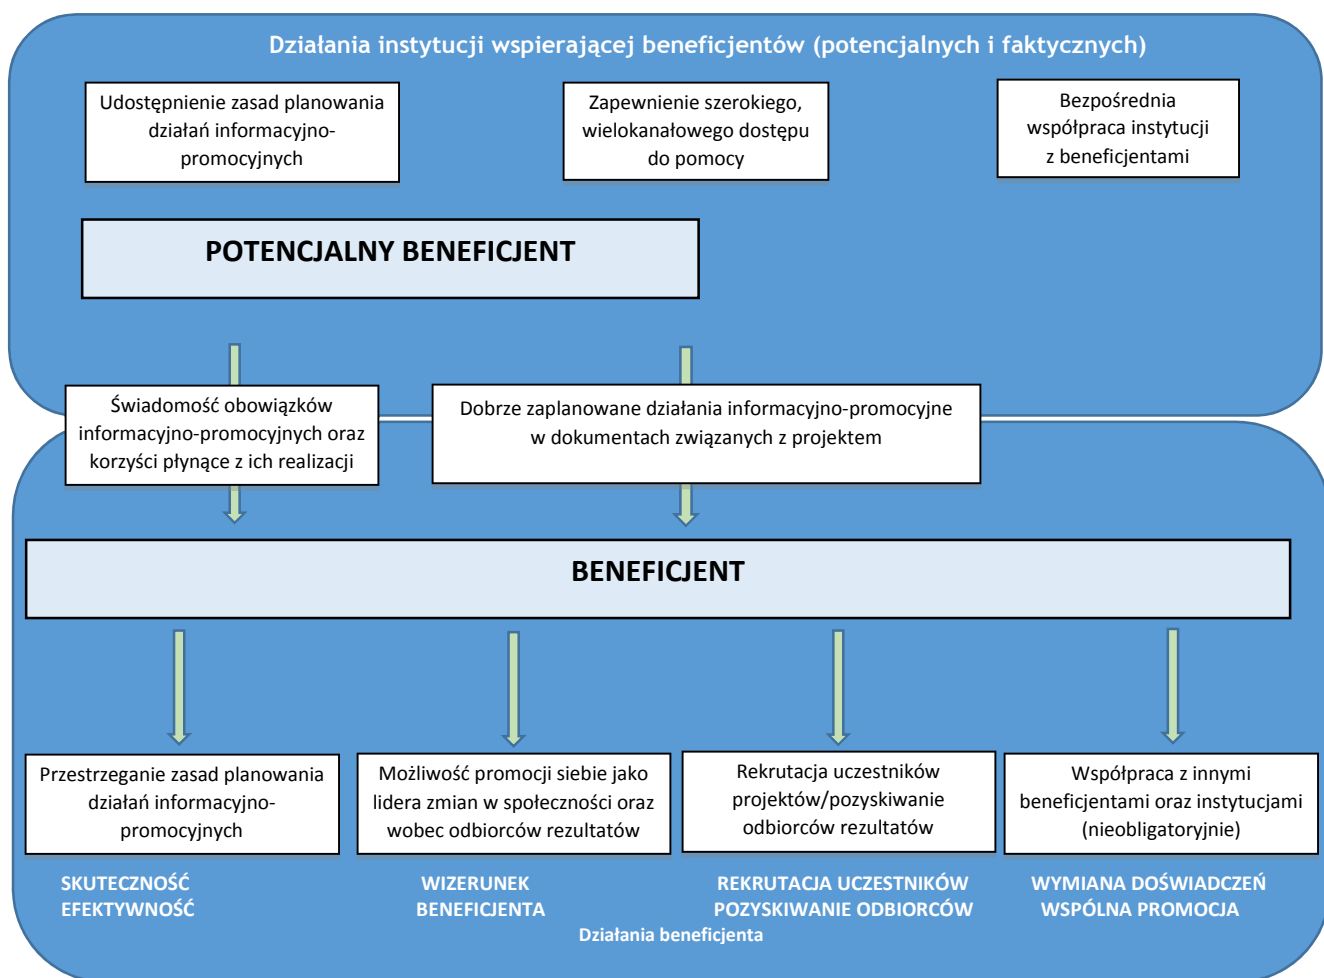 Działania instytucji wspierającej beneficjentów (potencjalnych i faktycznych)
Udostępnienie zasad planowania
działań informacyjno-
promocyjnych
Zapewnienie szerokiego,
wielokanałowego dostępu
do pomocy
Bezpośrednia
współpraca instytucji
z beneficjentami
POTENCJALNY BENEFICJENT
Świadomość obowiązków
informacyjno-promocyjnych oraz
korzyści płynące z ich realizacji
Dobrze zaplanowane działania informacyjno-promocyjne
w dokumentach związanych z projektem
BENEFICJENT
Przestrzeganie zasad planowania
działań informacyjno-
promocyjnych
Możliwość promocji siebie jako
lidera zmian w społeczności oraz
wobec odbiorców rezultatów
Rekrutacja uczestników
projektów/pozyskiwanie
odbiorców rezultatów
Współpraca z innymi
beneficjentami oraz instytucjami
(nieobligatoryjnie)
SKUTECZNOŚĆ
EFEKTYWNOŚĆ
WIZERUNEK
BENEFICJENTA
REKRUTACJA UCZESTNIKÓW
POZYSKIWANIE ODBIORCÓW
WYMIANA DOŚWIADCZEŃ
WSPÓLNA PROMOCJA
Działania beneficjenta